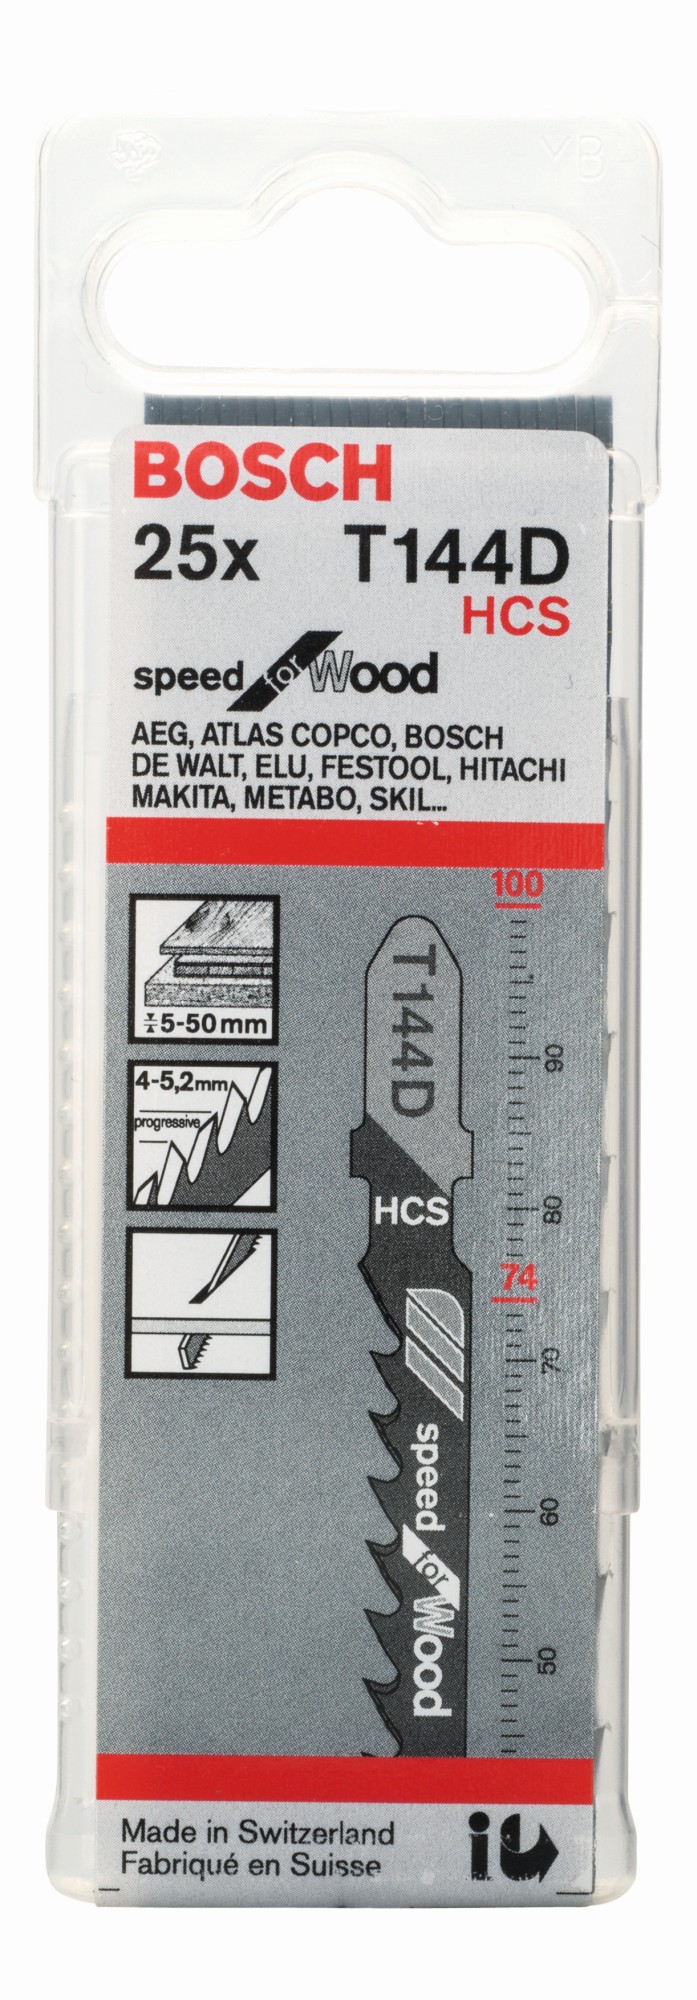 BOSCH
25x T144D
HCS
speed for Wood
AEG, ATLAS COPCO, BOSCH
DE WALT, ELU, FESTOOL, HITACHI
MAKITA, METABO, SKIL...
100
5-50 mm
T144D
90
4-5,2mm
progressive
HCS
80
74
70
speed for Wood
60
50
Made in Switzerland
Fabriqué en Suisse